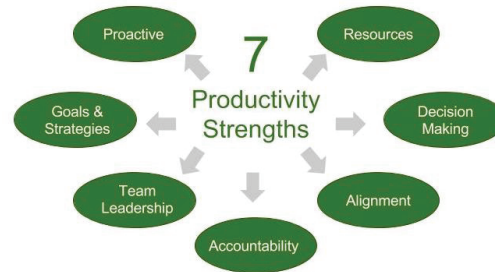 Proactive
7
Resources
Productivity
Strengths
Goals &
Strategies
Decision
Making
Team
Leadership
Alignment
Accountability